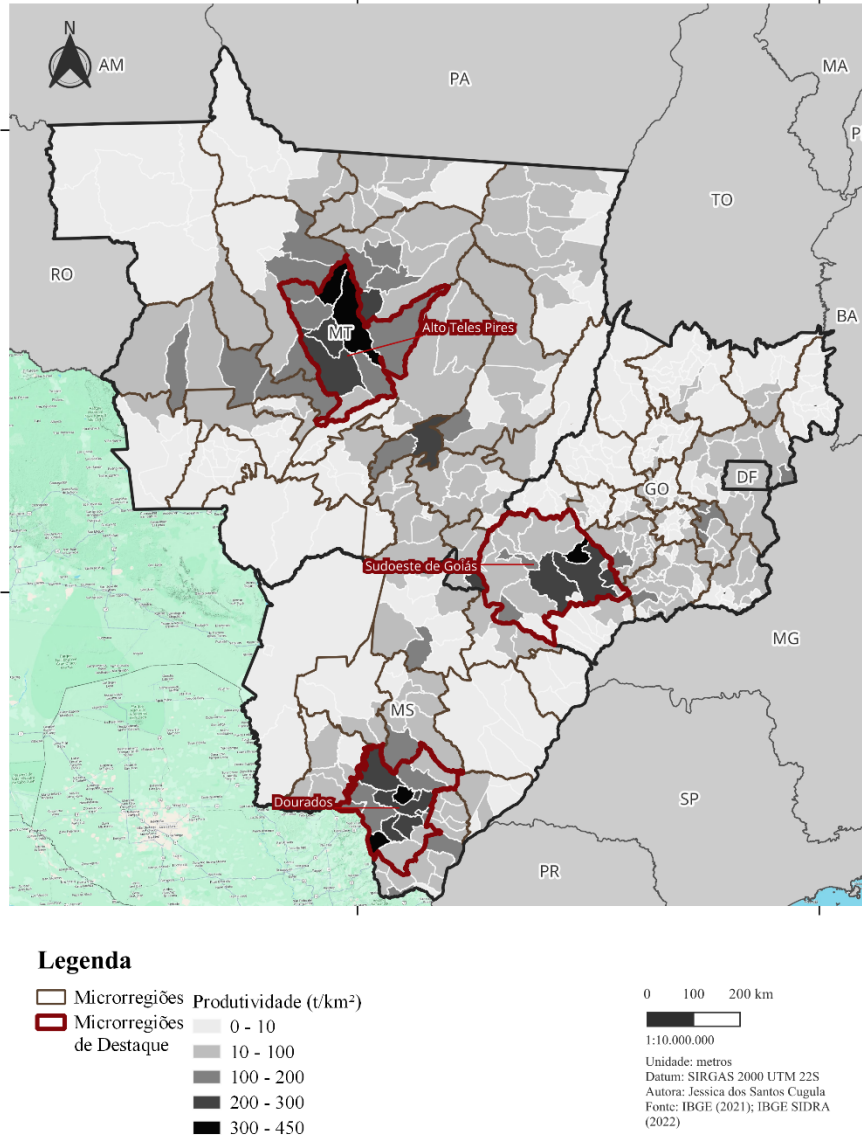 N
AM
PA
MA
TO
RO
BA
MT
Alto Teles Pires
GO
DF
Sudoeste de Goiás
MG
MS
Dourados
SP
PR
Legenda
Microrregiões
Microrregiões
de Destaque
Produtividade (t/km²)
0 - 10
10 - 100
100 - 200
200 - 300
300 - 450
0 100 200 km
1:10.000.000
Unidade: metros
Datum: SIRGAS 2000 UTM 22S
Autora: Jessica dos Santos Cugula
Fonte: IBGE (2021); IBGE SIDRA
(2022)